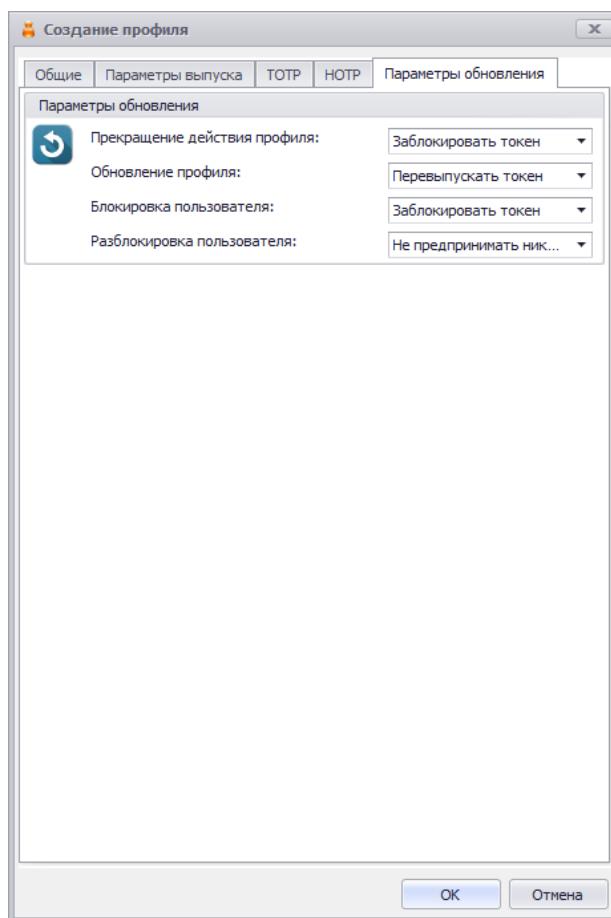 Создание профиля
Общие Параметры выпуска TOTP HOTP Параметры обновления
Параметры обновления
Прекращение действия профиля: Заблокировать токен
Обновление профиля: Перевыпускать токен
Блокировка пользователя: Заблокировать токен
Разблокировка пользователя: Не предпринимать ник...
OK Отмена